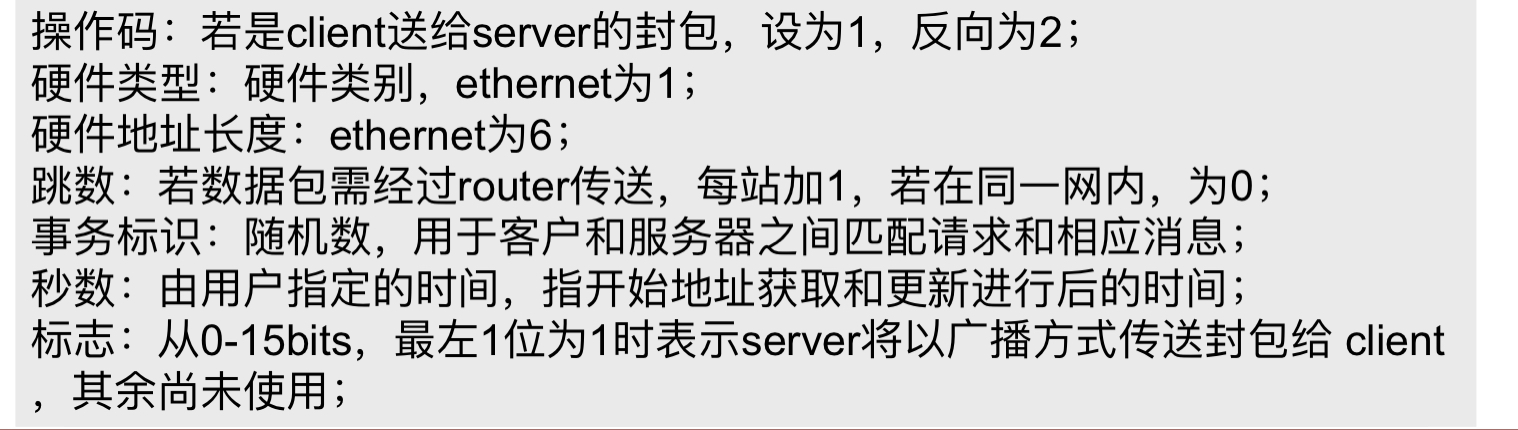 操作码：若是client送给server的封包，设为1，反向为2；
硬件类型：硬件类别，ethernet为1；
硬件地址长度：ethernet为6；
跳数：若数据包需经过router传送，每站加1，若在同一网内，为0；
事务标识：随机数，用于客户和服务器之间匹配请求和相应消息；
秒数：由用户指定的时间，指开始地址获取和更新进行后的时间；
标志：从0-15bits，最左1位为1时表示server将以广播方式传送封包给 client
，其余尚未使用；